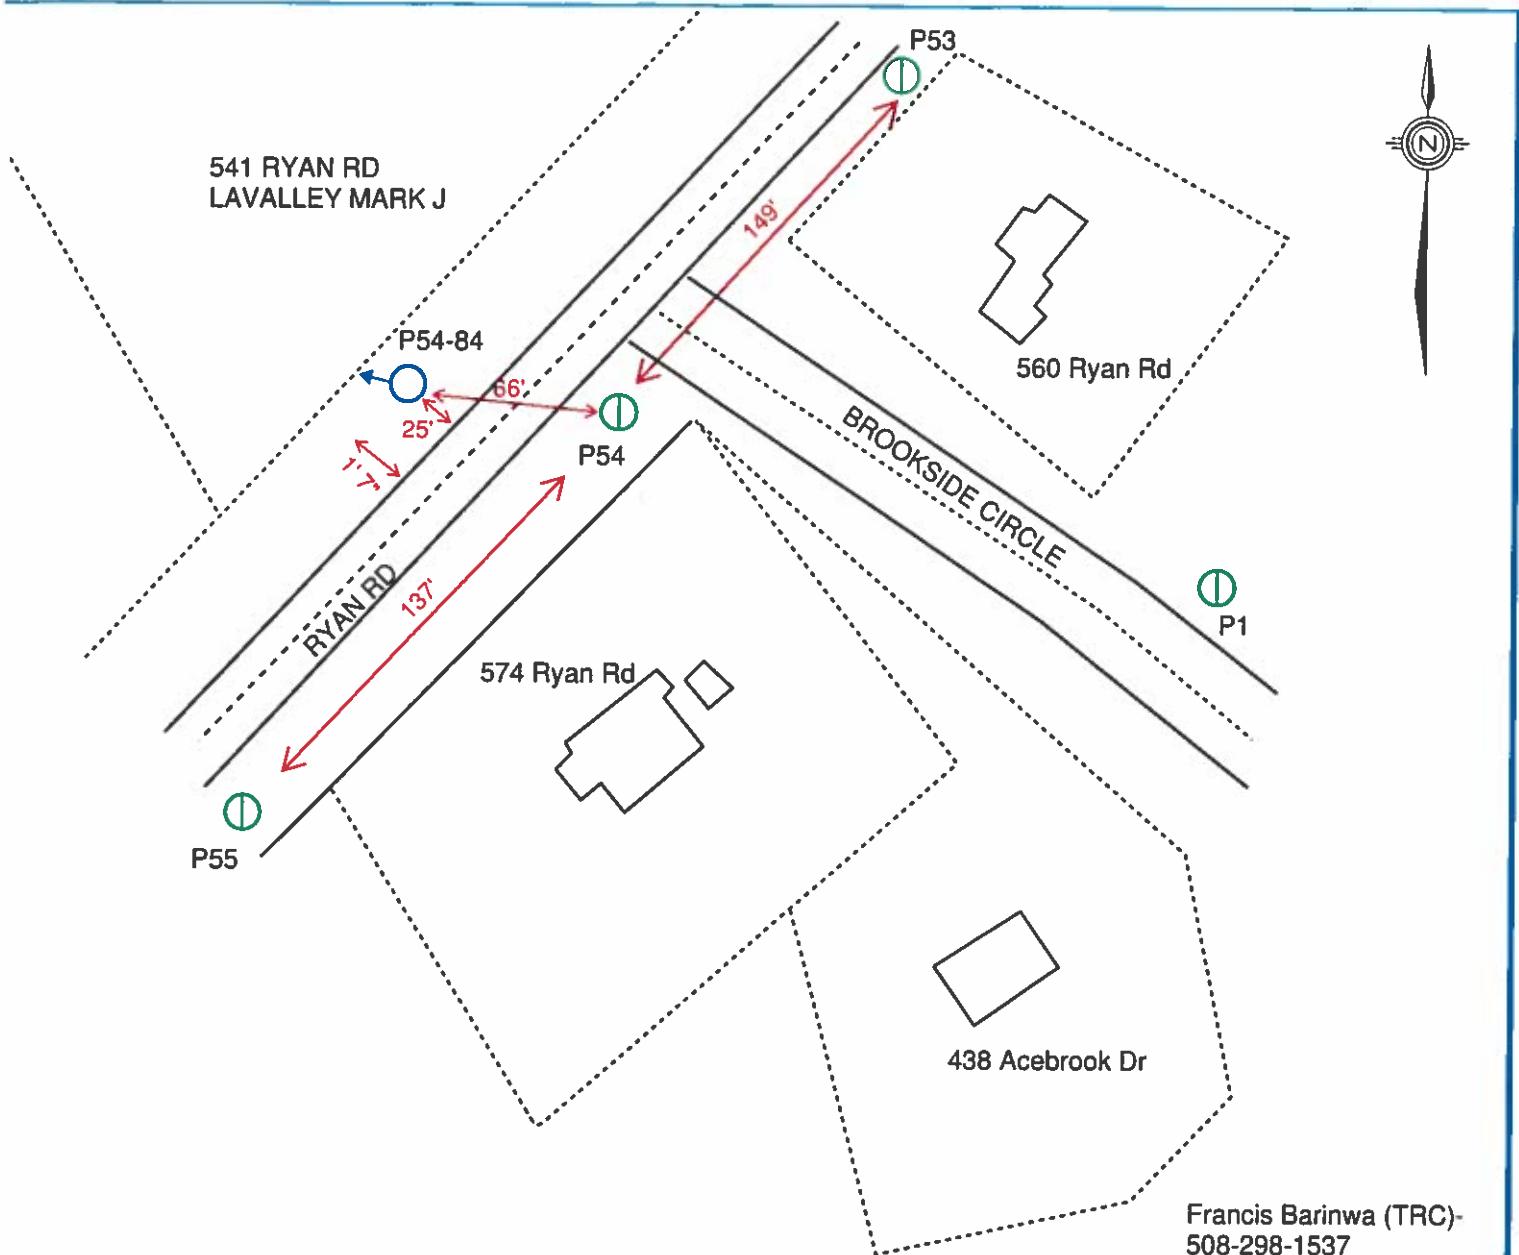 P53
541 RYAN RD
LAVALLEY MARK J
N
149'
P54-84
560 Ryan Rd
66'
25'
P54
1' 7"
BROOKSIDE CIRCLE
RYAN RD
137'
P1
574 Ryan Rd
P55
438 Acebrook Dr
Francis Barinwa (TRC)-
508-298-1537